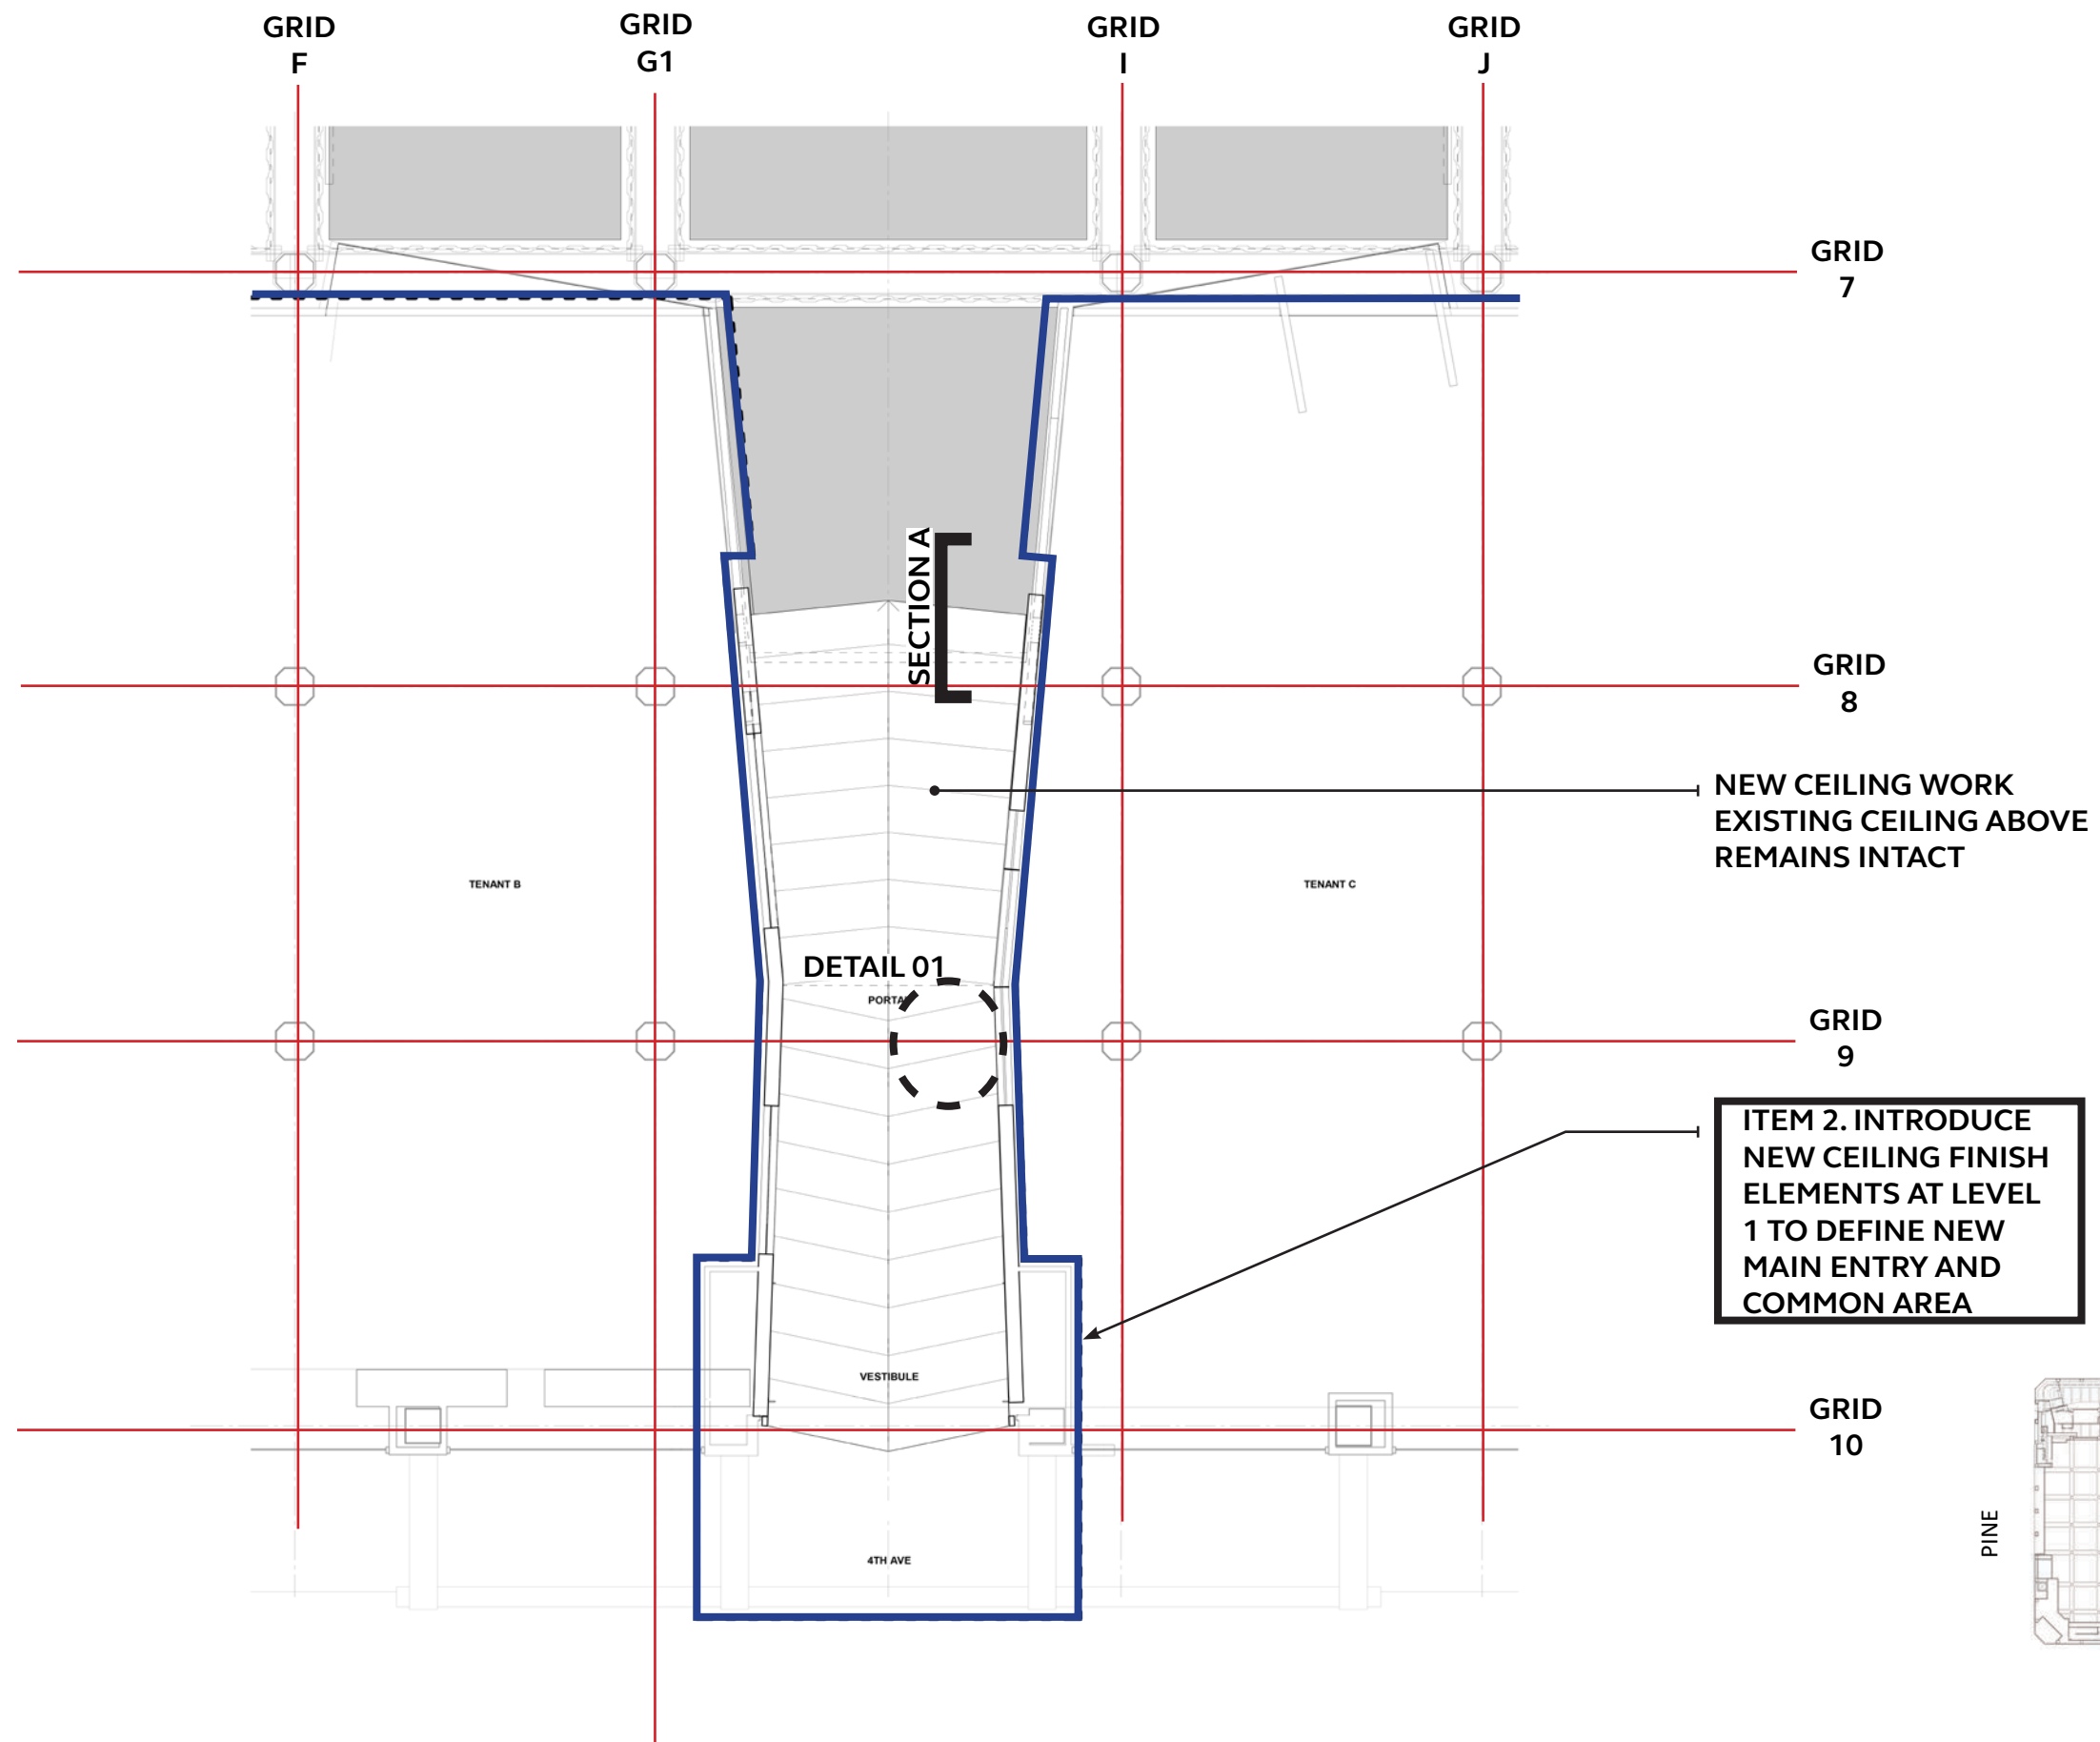 GRID
F
GRID
G1
GRID
I
GRID
J
GRID
7
SECTION A
GRID
8
NEW CEILING WORK
EXISTING CEILING ABOVE
REMAINS INTACT
TENANT B
TENANT C
DETAIL 01
PORTA
GRID
9
ITEM 2. INTRODUCE
NEW CEILING FINISH
ELEMENTS AT LEVEL
1 TO DEFINE NEW
MAIN ENTRY AND
COMMON AREA
VESTIBULE
GRID
10
PINE
4TH AVE